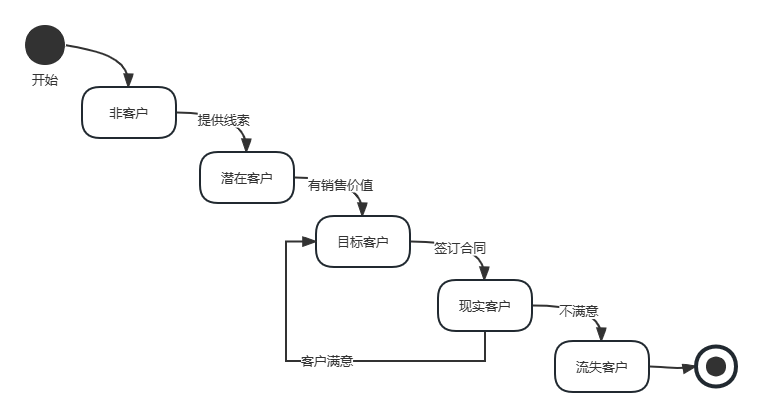 开始
非客户
提供线索
潜在客户
有销售价值
目标客户
签订合同
现实客户
不满意
客户满意
流失客户